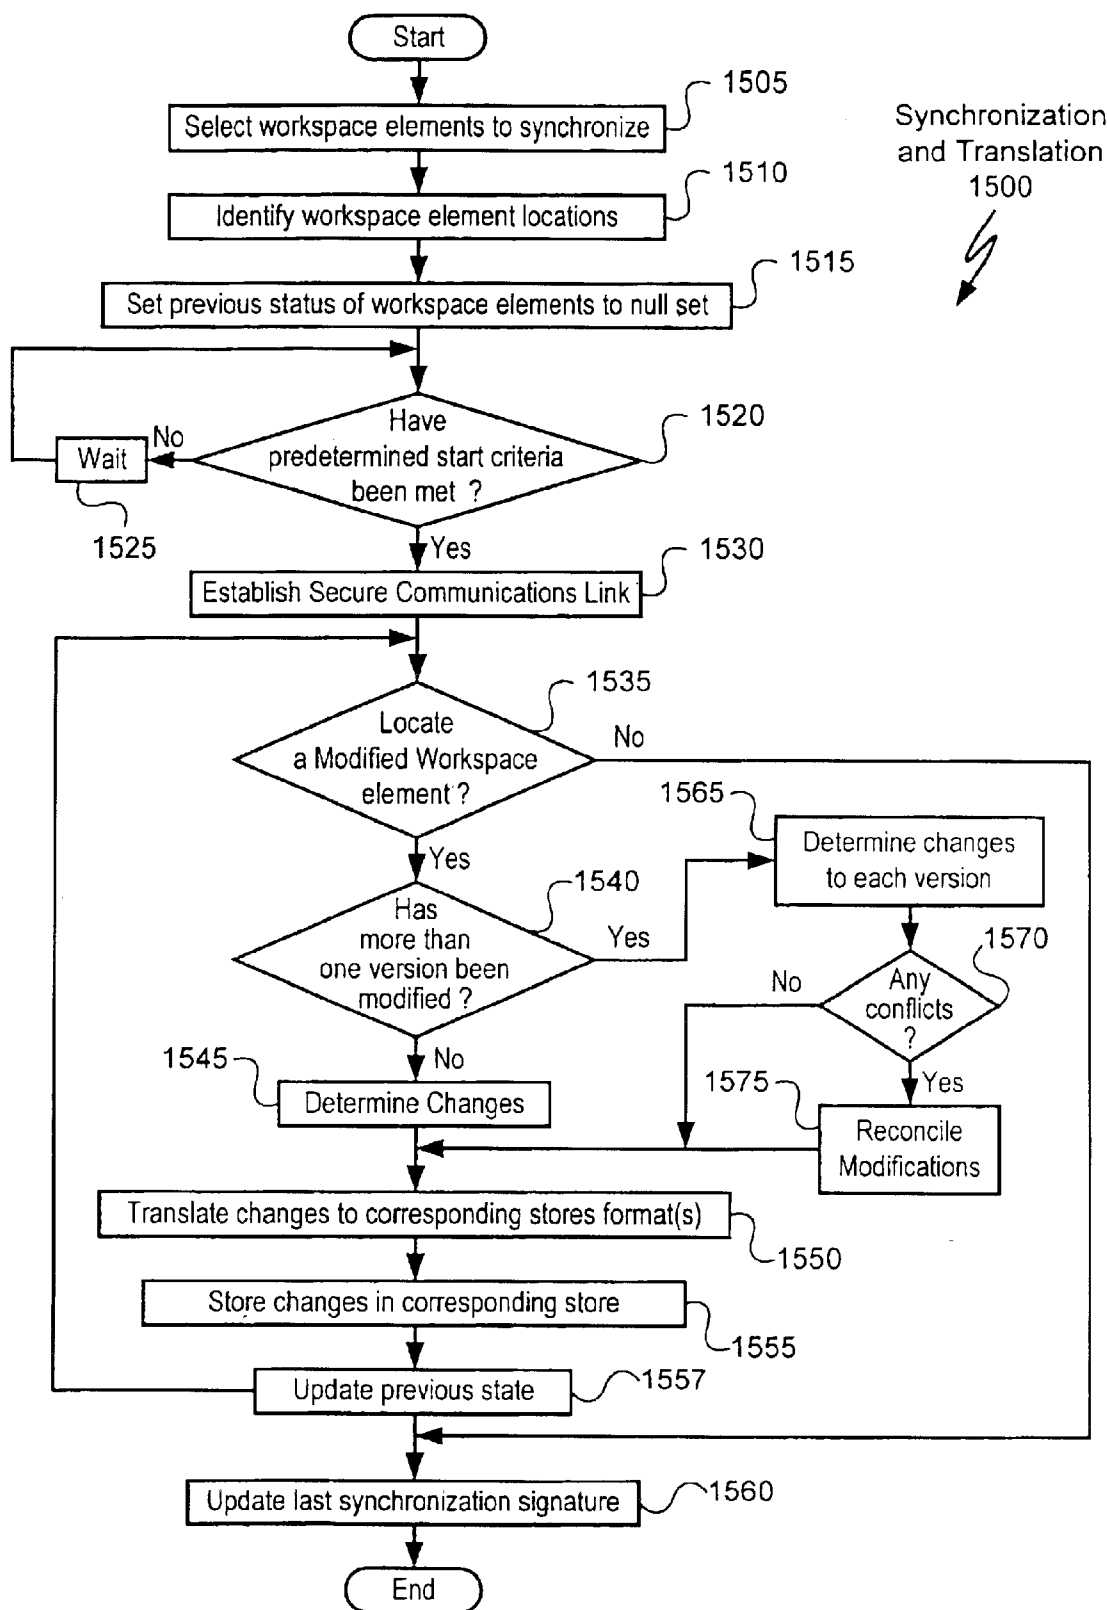 Start
1505
Select workspace elements to synchronize
Synchronization
and Translation
1500
1510
Identify workspace element locations
1515
Set previous status of workspace elements to null set
Have
predetermined start criteria
been met ?
1520
No
Wait
1525
Yes
1530
Establish Secure Communications Link
1535
Locate
a Modified Workspace
element ?
No
Yes
1565
Determine changes
to each version
1540
Has
more than
one version been
modified ?
Yes
1570
Any
conflicts
?
No
No
1545
Determine Changes
Yes
1575
Reconcile
Modifications
Translate changes to corresponding stores format(s)
1550
Store changes in corresponding store
1555
1557
Update previous state
1560
Update last synchronization signature
End